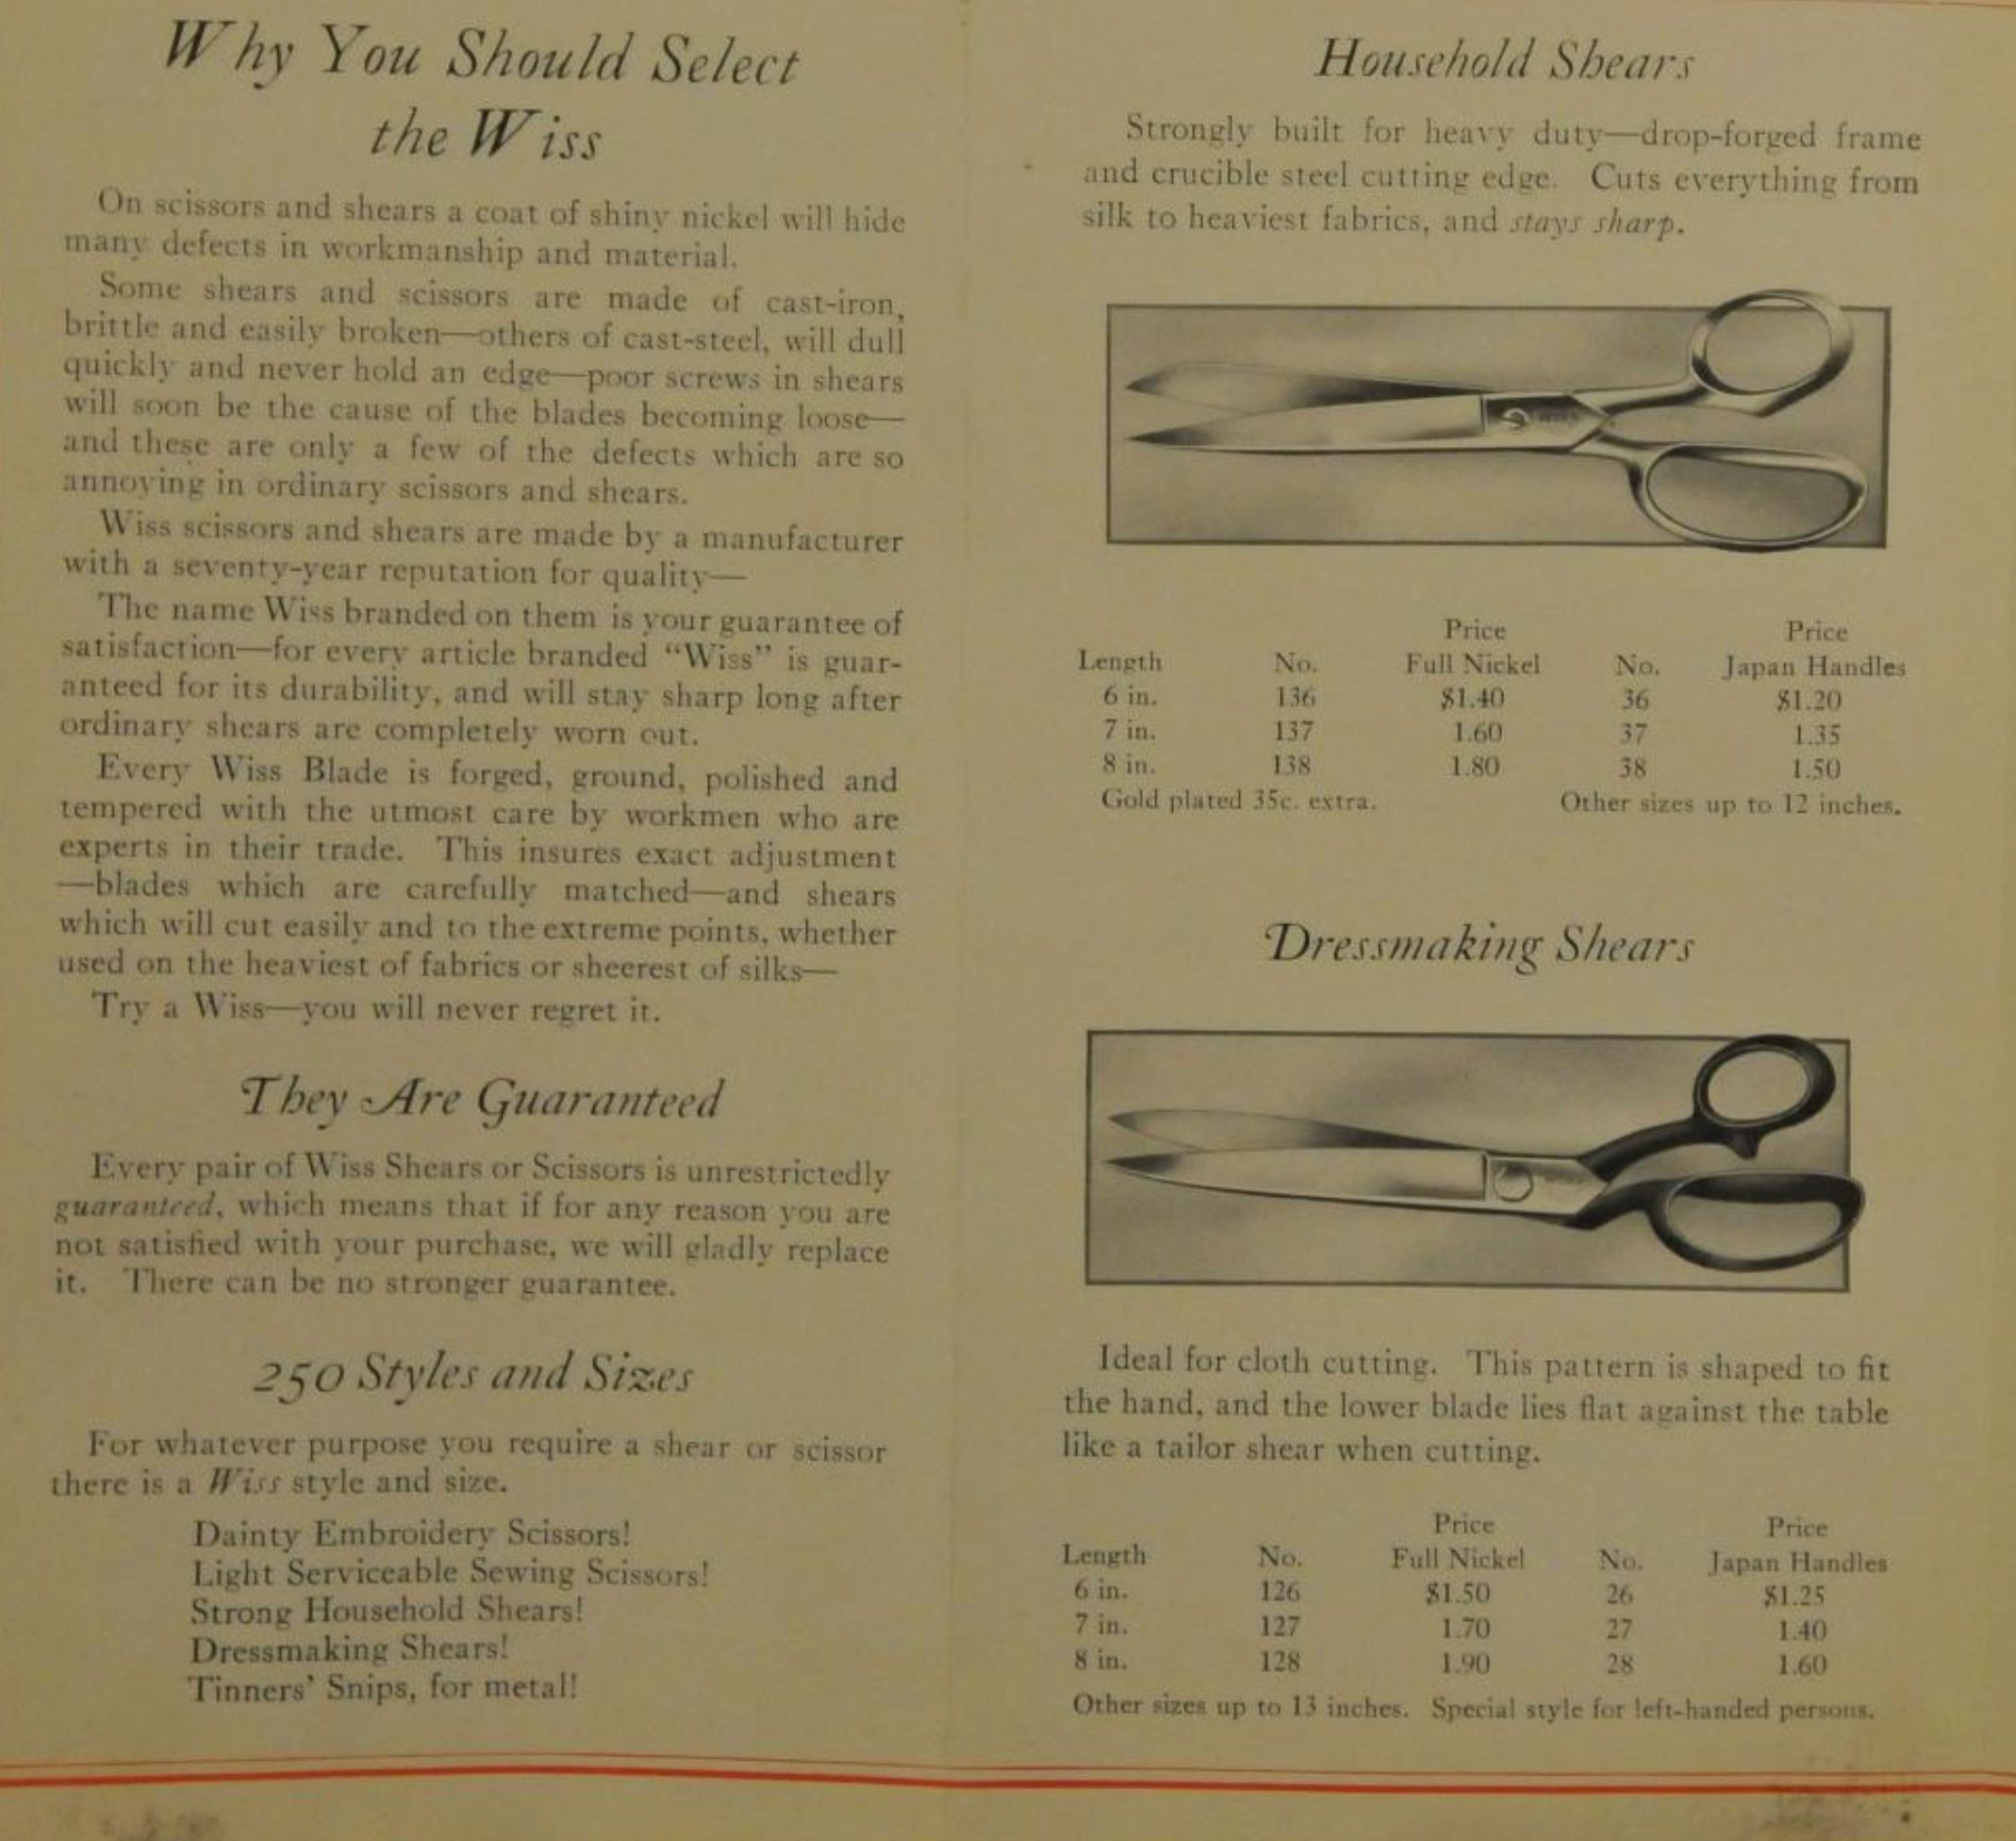 Why You Should Select
the Wiss
On scissors and shears a coat of shiny nickel will hide
many defects in workmanship and material.
Some shears and scissors are made of cast-iron,
brittle and easily broken—others of cast-steel, will dull
quickly and never hold an edge—poor screws in shears
will soon be the cause of the blades becoming loose—
and these are only a few of the defects which are so
annoying in ordinary scissors and shears.
Wiss scissors and shears are made by a manufacturer
with a seventy-year reputation for quality—
The name Wiss branded on them is your guarantee of
satisfaction—for every article branded “Wiss” is guar-
anteed for its durability, and will stay sharp long after
ordinary shears are completely worn out.
Every Wiss Blade is forged, ground, polished and
tempered with the utmost care by workmen who are
experts in their trade. This insures exact adjustment
—blades which are carefully matched—and shears
which will cut easily and to the extreme points, whether
used on the heaviest of fabrics or sheerest of silks—
Try a Wiss—you will never regret it.
They Are Guaranteed
Every pair of Wiss Shears or Scissors is unrestrictedly
guaranteed, which means that if for any reason you are
not satisfied with your purchase, we will gladly replace
it. There can be no stronger guarantee.
250 Styles and Sizes
For whatever purpose you require a shear or scissor
there is a Wiss style and size.
Dainty Embroidery Scissors!
Light Serviceable Sewing Scissors!
Strong Household Shears!
Dressmaking Shears!
Tinners’ Snips, for metal!
Household Shears
Strongly built for heavy duty—drop-forged frame
and crucible steel cutting edge. Cuts everything from
silk to heaviest fabrics, and stays sharp.
Price Price
Length No. Full Nickel No. Japan Handles
6 in. 136 $1.40 36 $1.20
7 in. 137 1.60 37 1.35
8 in. 138 1.80 38 1.50
Gold plated 35c. extra. Other sizes up to 12 inches.
Dressmaking Shears
Ideal for cloth cutting. This pattern is shaped to fit
the hand, and the lower blade lies flat against the table
like a tailor shear when cutting.
Price Price
Length No. Full Nickel No. Japan Handles
6 in. 126 $1.50 26 $1.25
7 in. 127 1.70 27 1.40
8 in. 128 1.90 28 1.60
Other sizes up to 13 inches. Special style for left-handed persons.